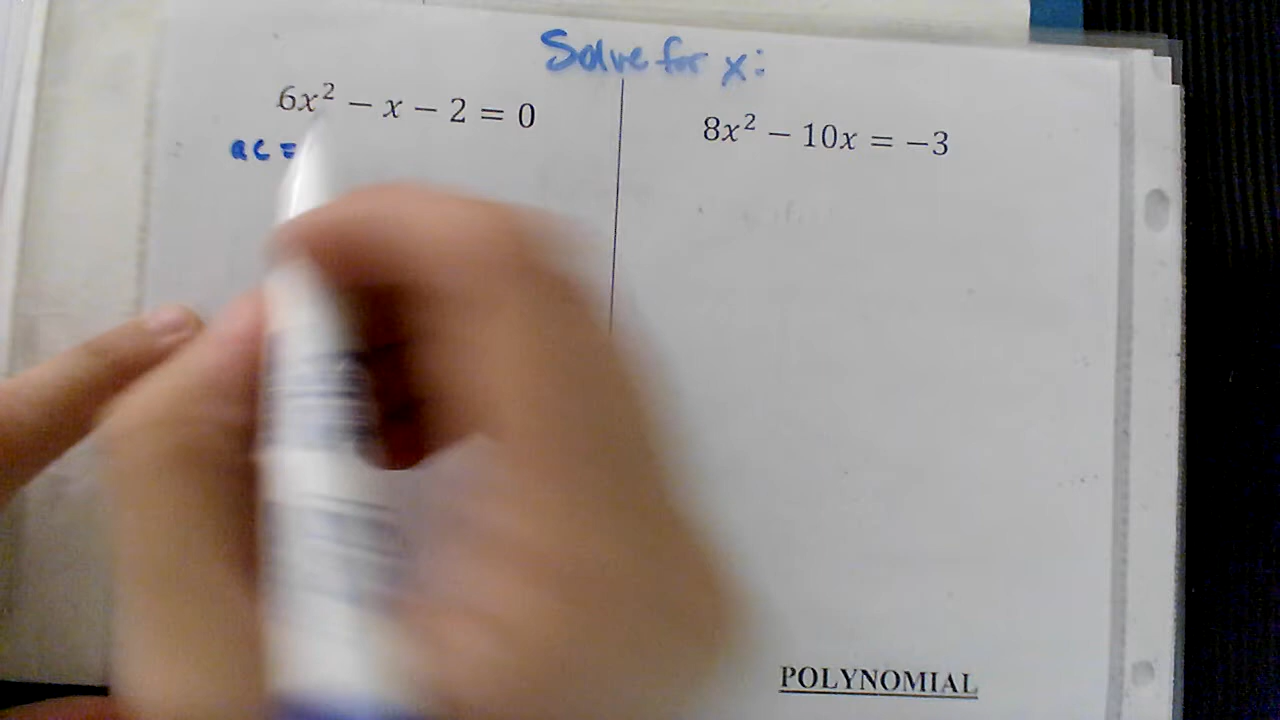 Solve for x:
6x² − x − 2 = 0
ac =
8x² − 10x = −3
POLYNOMIAL